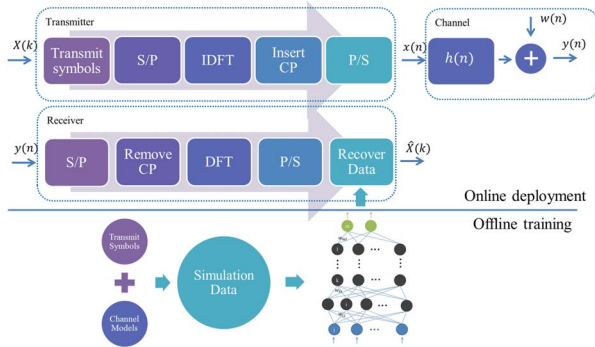 Transmitter
X(k)
Transmit
symbols
S/P
IDFT
Insert
CP
P/S
x(n)
Channel
h(n)
w(n)
+
y(n)
Receiver
y(n)
S/P
Remove
CP
DFT
P/S
Recover
Data
X̂(k)
Online deployment
Offline training
Transmit
Symbols
Channel
Models
Simulation
Data